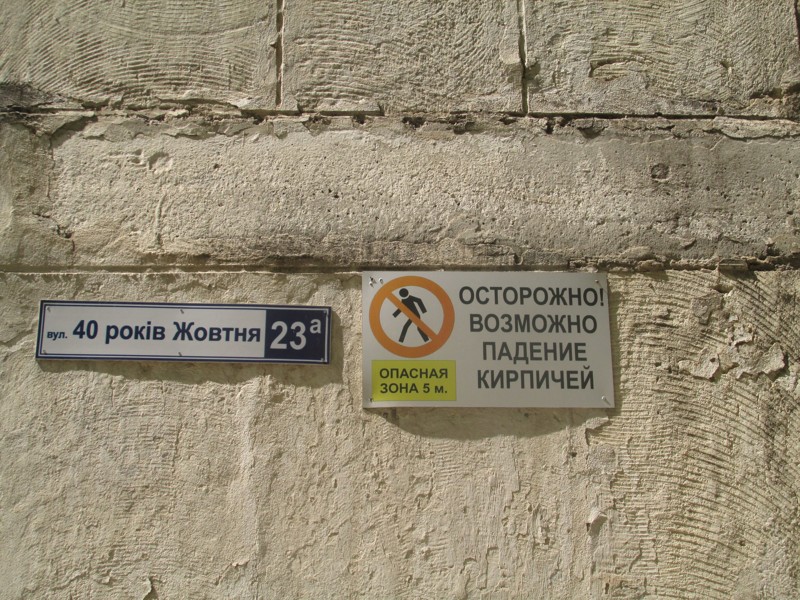 вул. 40 років Жовтня 23а
ОСТОРОЖНО!
ВОЗМОЖНО
ПАДЕНИЕ
КИРПИЧЕЙ
ОПАСНАЯ
ЗОНА 5 м.